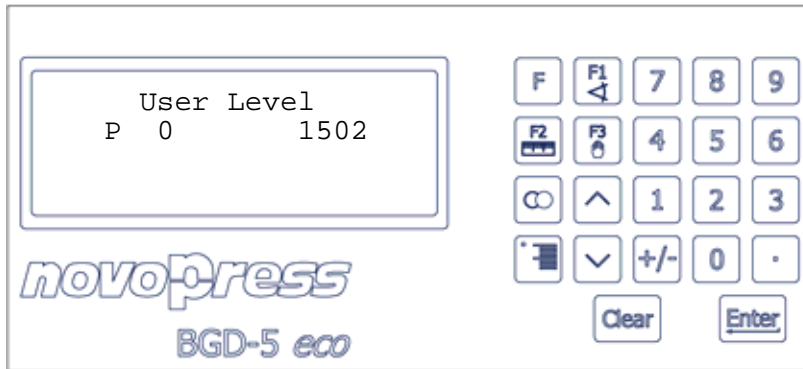 User Level
P 0 1502
novopress
BGD-5 eco
F F1 7 8 9
F2 F3 4 5 6
1 2 3
+/- 0 .
Clear Enter